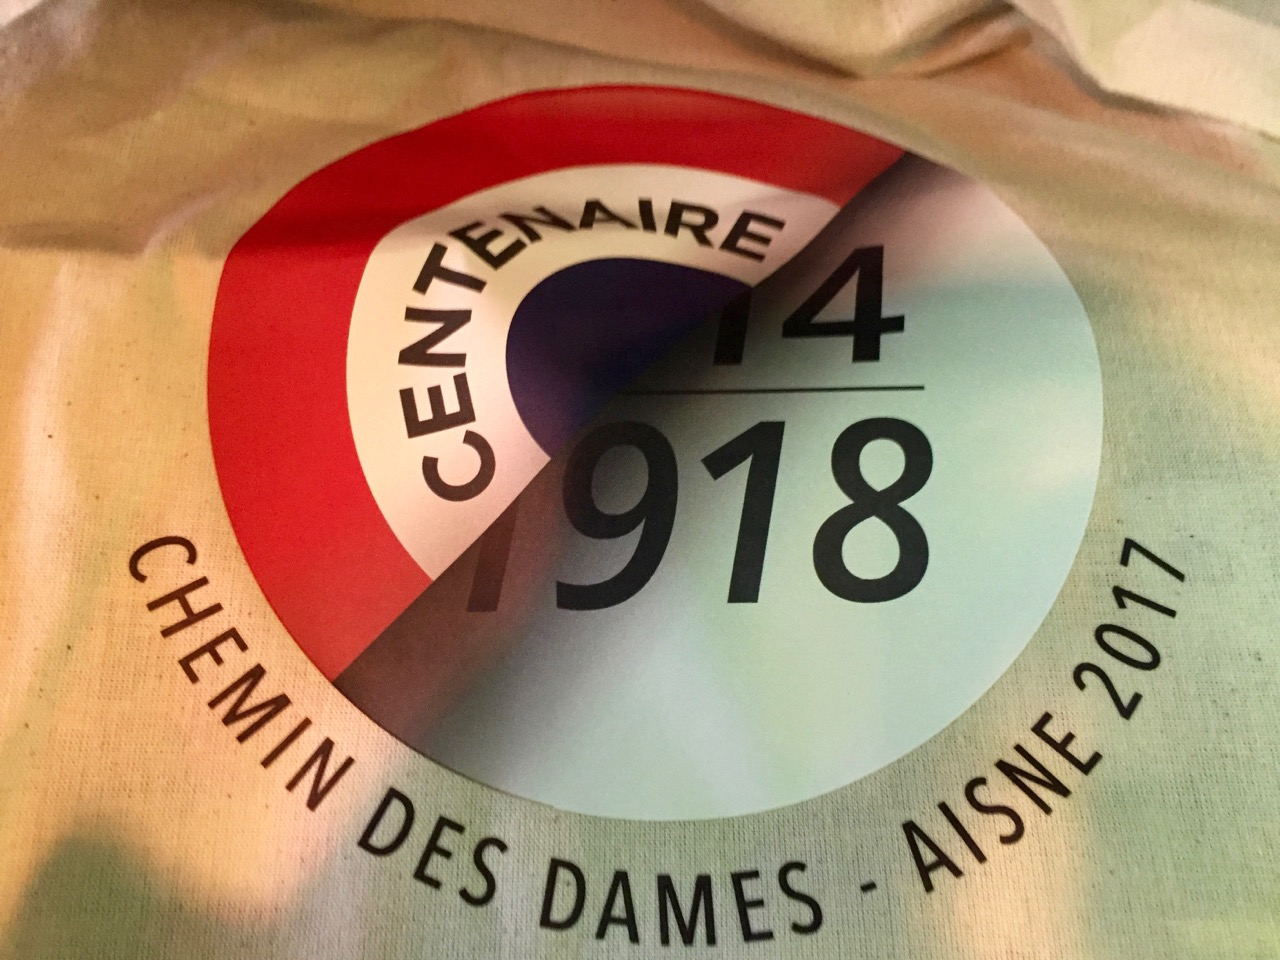 CENTENAIRE
14
1918
CHEMIN DES DAMES - AISNE 2017